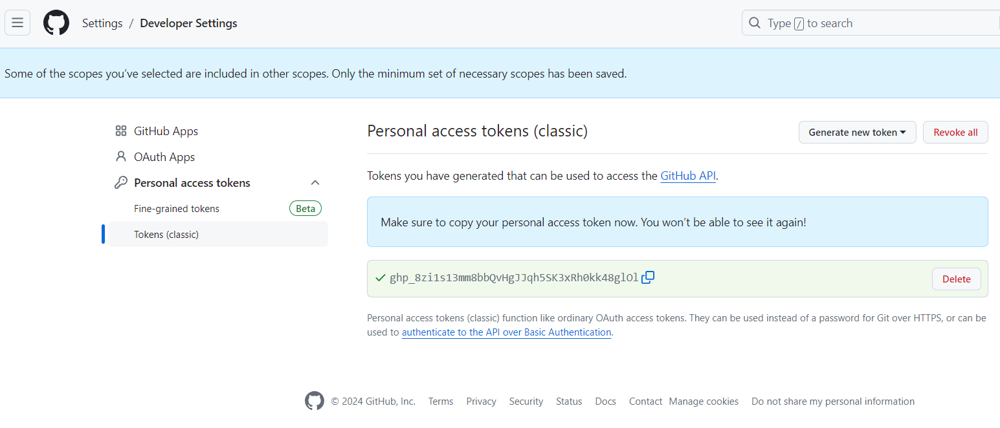 Settings / Developer Settings
Type / to search
Some of the scopes you’ve selected are included in other scopes. Only the minimum set of necessary scopes has been saved.
GitHub Apps
OAuth Apps
Personal access tokens
Fine-grained tokens Beta
Tokens (classic)
Personal access tokens (classic)
Generate new token
Revoke all
Tokens you have generated that can be used to access the GitHub API.
Make sure to copy your personal access token now. You won’t be able to see it again!
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
Delete
Personal access tokens (classic) function like ordinary OAuth access tokens. They can be used instead of a password for Git over HTTPS, or can be
used to authenticate to the API over Basic Authentication.
© 2024 GitHub, Inc. Terms Privacy Security Status Docs Contact Manage cookies Do not share my personal information